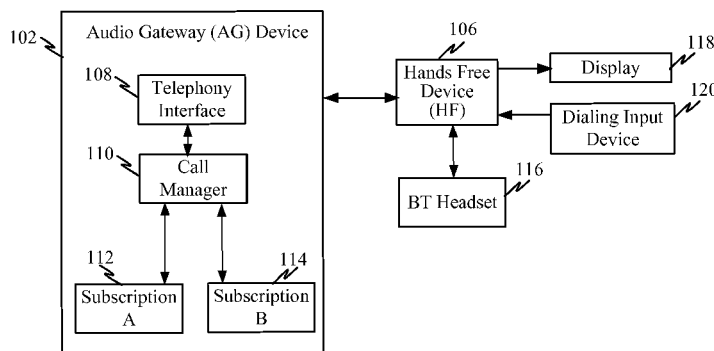 102
Audio Gateway (AG) Device
108
Telephony
Interface
110
Call
Manager
112
Subscription
A
114
Subscription
B
106
Hands Free
Device
(HF)
118
Display
120
Dialing Input
Device
116
BT Headset